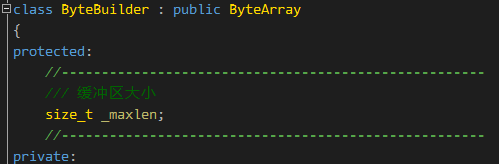 class ByteBuilder : public ByteArray
{
protected:
//-----------------------------------------------------
/// 缓冲区大小
size_t _maxlen;
//-----------------------------------------------------
private: